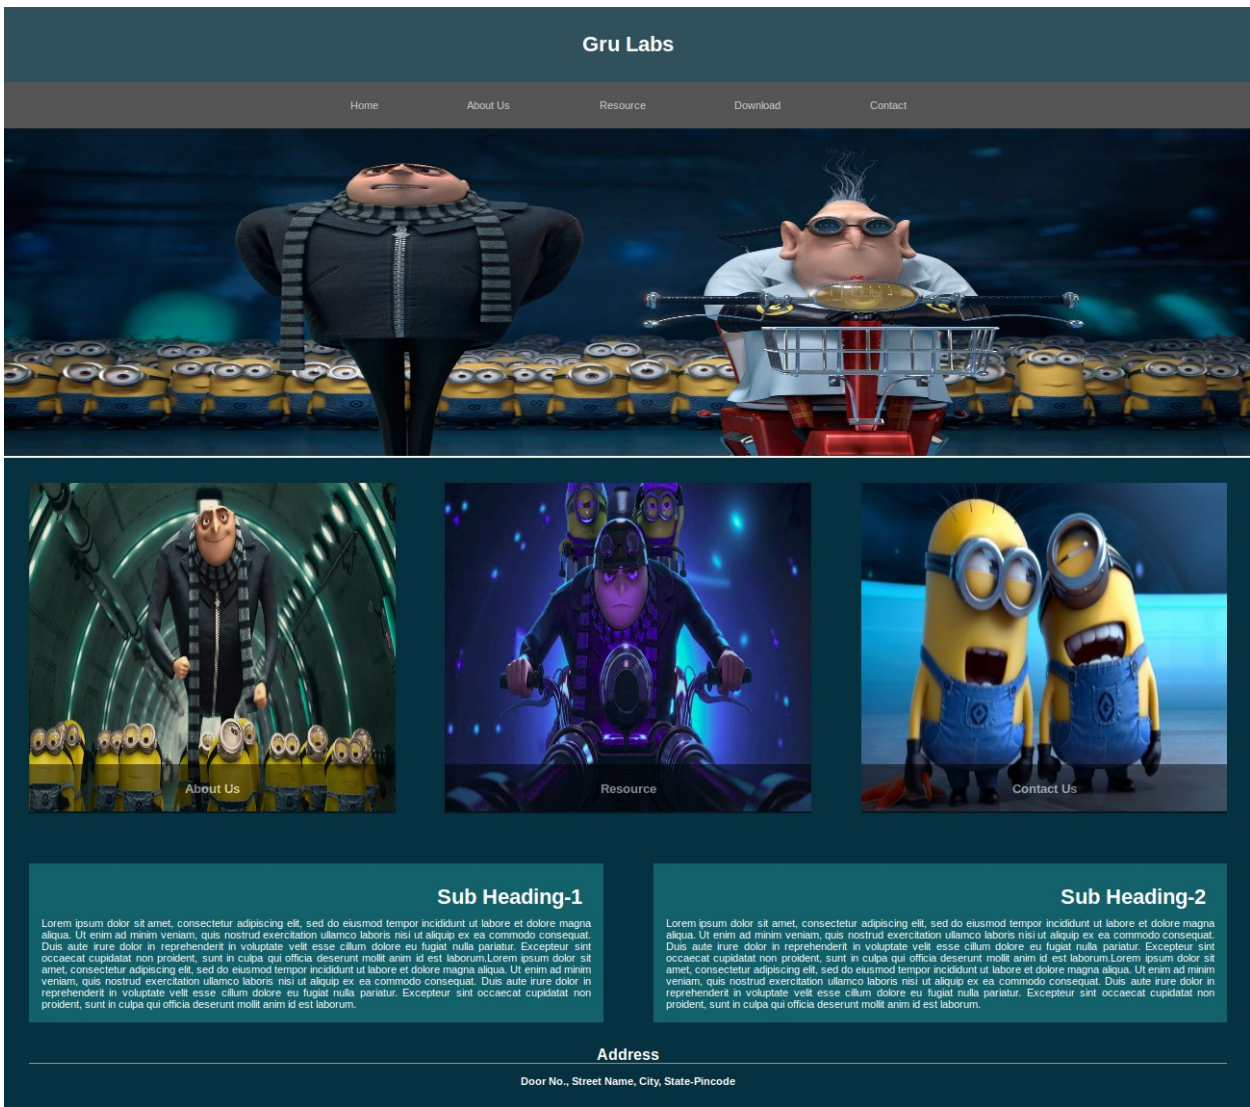 Gru Labs
Home About Us Resource Download Contact
About Us
Resource
Contact Us
Sub Heading-1
Lorem ipsum dolor sit amet, consectetur adipiscing elit, sed do eiusmod tempor incididunt ut labore et dolore magna
aliqua. Ut enim ad minim veniam, quis nostrud exercitation ullamco laboris nisi ut aliquip ex ea commodo consequat.
Duis aute irure dolor in reprehenderit in voluptate velit esse cillum dolore eu fugiat nulla pariatur. Excepteur sint
occaecat cupidatat non proident, sunt in culpa qui officia deserunt mollit anim id est laborum.Lorem ipsum dolor sit
amet, consectetur adipiscing elit, sed do eiusmod tempor incididunt ut labore et dolore magna aliqua. Ut enim ad minim
veniam, quis nostrud exercitation ullamco laboris nisi ut aliquip ex ea commodo consequat. Duis aute irure dolor in
reprehenderit in voluptate velit esse cillum dolore eu fugiat nulla pariatur. Excepteur sint occaecat cupidatat non
proident, sunt in culpa qui officia deserunt mollit anim id est laborum.
Sub Heading-2
Lorem ipsum dolor sit amet, consectetur adipiscing elit, sed do eiusmod tempor incididunt ut labore et dolore magna
aliqua. Ut enim ad minim veniam, quis nostrud exercitation ullamco laboris nisi ut aliquip ex ea commodo consequat.
Duis aute irure dolor in reprehenderit in voluptate velit esse cillum dolore eu fugiat nulla pariatur. Excepteur sint
occaecat cupidatat non proident, sunt in culpa qui officia deserunt mollit anim id est laborum.Lorem ipsum dolor sit
amet, consectetur adipiscing elit, sed do eiusmod tempor incididunt ut labore et dolore magna aliqua. Ut enim ad minim
veniam, quis nostrud exercitation ullamco laboris nisi ut aliquip ex ea commodo consequat. Duis aute irure dolor in
reprehenderit in voluptate velit esse cillum dolore eu fugiat nulla pariatur. Excepteur sint occaecat cupidatat non
proident, sunt in culpa qui officia deserunt mollit anim id est laborum.
Address
Door No., Street Name, City, State-Pincode